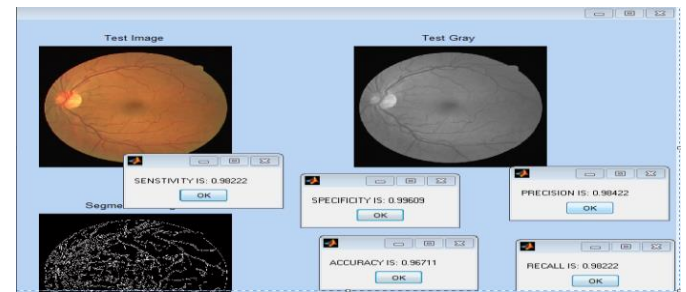 Test Image
Test Gray
SENSTIVITY IS: 0.98222
OK
SPECIFICITY IS: 0.99609
OK
PRECISION IS: 0.98422
OK
Segme
ACCURACY IS: 0.96711
OK
RECALL IS: 0.98222
OK